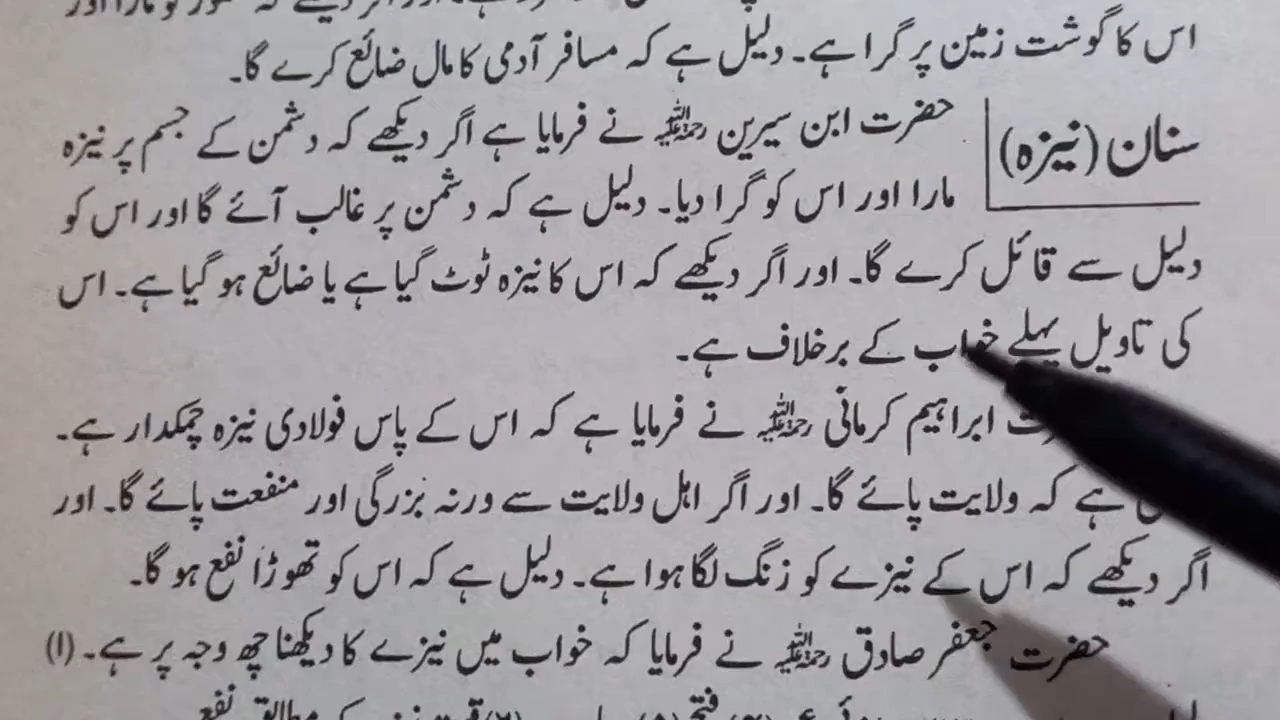 اس کا گوشت زمین پر گرا ہے۔ دلیل ہے کہ مسافر آدمی کا مال ضائع کرے گا۔
سنان (نیزہ)
حضرت ابن سیرین رحمۃ اللہ علیہ نے فرمایا ہے اگر دیکھے کہ دشمن کے جسم پر نیزہ
مارا اور اس کو گرا دیا۔ دلیل ہے کہ دشمن پر غالب آئے گا اور اس کو
دلیل سے قائل کرے گا۔ اور اگر دیکھے کہ اس کا نیزہ ٹوٹ گیا ہے یا ضائع ہو گیا ہے۔ اس
کی تاویل پہلے خواب کے برخلاف ہے۔
ابراہیم کرمانی رحمۃ اللہ علیہ نے فرمایا ہے کہ اس کے پاس فولادی نیزہ چمکدار ہے۔
ہے کہ ولایت پائے گا۔ اور اگر اہل ولایت سے ورنہ بزرگی اور منفعت پائے گا۔ اور
اگر دیکھے کہ اس کے نیزے کو زنگ لگا ہوا ہے۔ دلیل ہے کہ اس کو تھوڑا نفع ہو گا۔
حضرت جعفر صادق رحمۃ اللہ علیہ نے فرمایا کہ خواب میں نیزے کا دیکھنا چھ وجہ پر ہے۔ (۱)